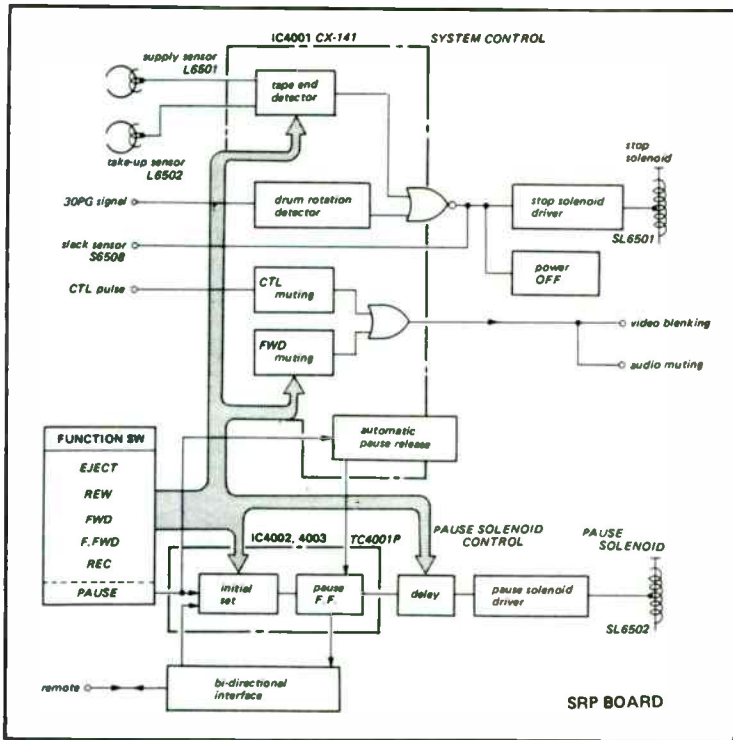 IC4001 CX-141
SYSTEM CONTROL
supply sensor
L6501
tape end
detector
take-up sensor
L6502
stop
solenoid
30PG signal
drum rotation
detector
stop solenoid
driver
SL6501
slack sensor
S6508
power
OFF
CTL pulse
CTL
muting
video blenking
FWD
muting
audio muting
FUNCTION SW
EJECT
REW
FWD
F.FWD
REC
PAUSE
automatic
pause release
IC4002, 4003
TC4001P
PAUSE SOLENOID
CONTROL
PAUSE
SOLENOID
initial
set
pause
F.F.
delay
pause solenoid
driver
SL6502
remote
bi-directional
interface
SRP BOARD